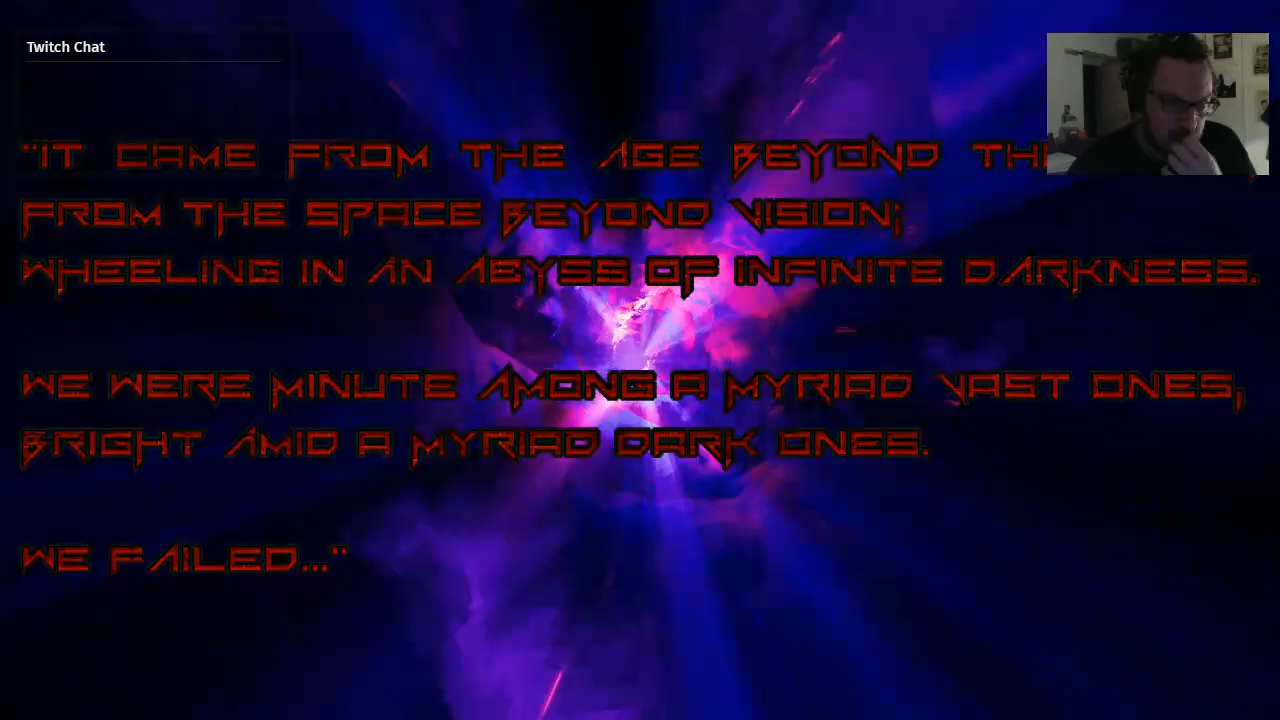 Twitch Chat
"IT CAME FROM THE AGE BEYOND
FROM THE SPACE BEYOND VISION;
WHEELING IN AN ABYSS OF INFINITE DARKNESS.
WE WERE MINUTE AMONG A MYRIAD VAST ONES,
BRIGHT AMID A MYRIAD DARK ONES.
WE FAILED..."